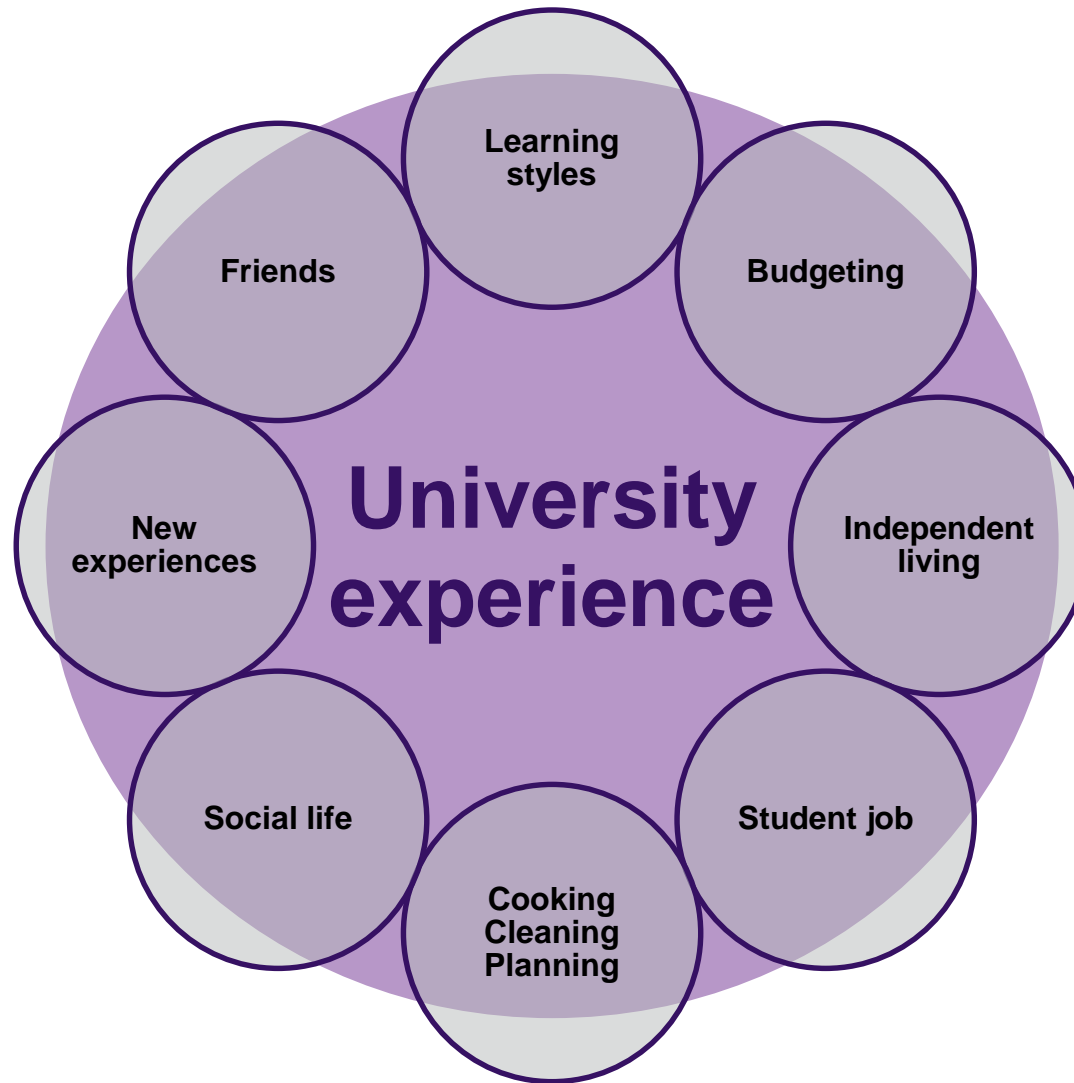 Learning
styles
Budgeting
Independent
living
Student job
Cooking
Cleaning
Planning
Social life
New
experiences
Friends
University
experience